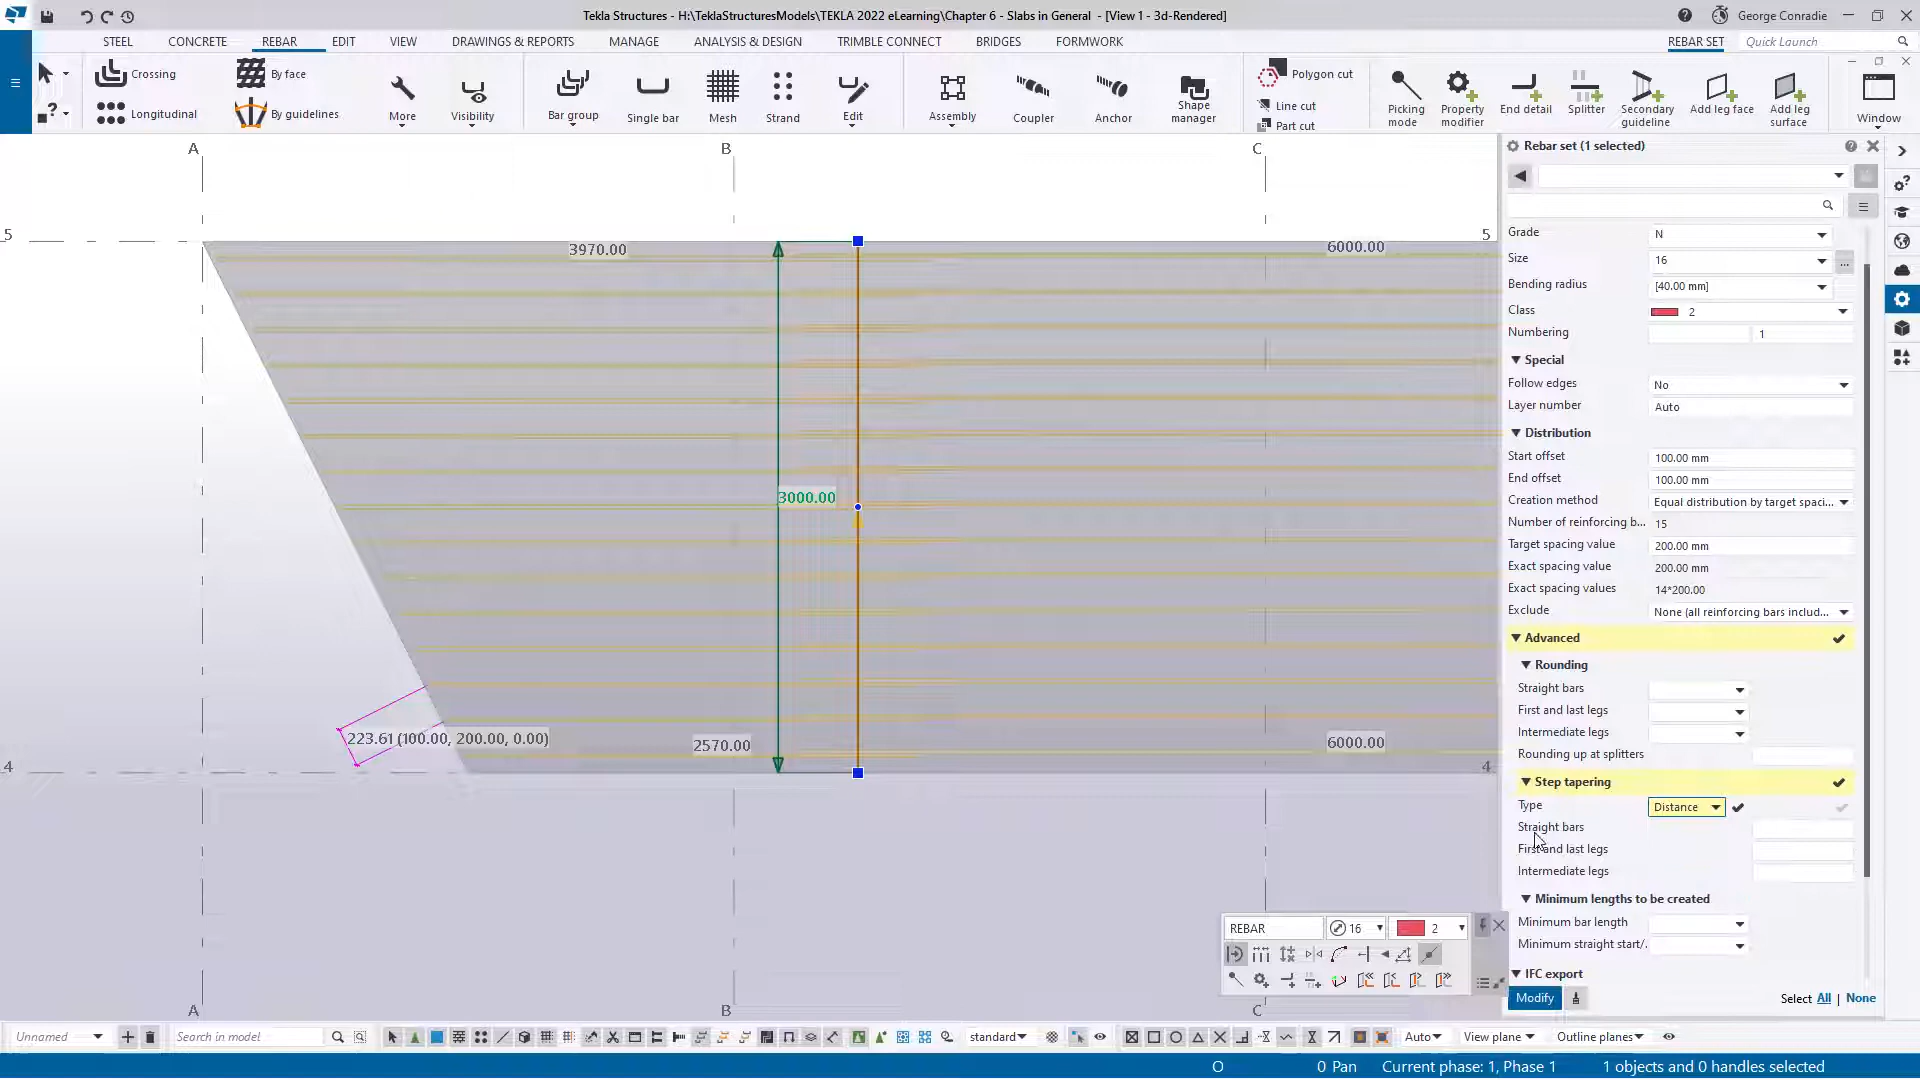 Tekla Structures - H:\TeklaStructuresModels\TEKLA 2022 eLearning\Chapter 6 - Slabs in General - [View 1 - 3d-Rendered]
George Conradie
STEEL CONCRETE REBAR EDIT VIEW DRAWINGS & REPORTS MANAGE ANALYSIS & DESIGN TRIMBLE CONNECT BRIDGES FORMWORK REBAR SET Quick Launch
Crossing
Longitudinal
By face
By guidelines
More
Visibility
Bar group
Single bar
Mesh
Strand
Edit
Assembly
Coupler
Anchor
Shape manager
Polygon cut
Line cut
Part cut
Picking mode
Property modifier
End detail
Splitter
Secondary guideline
Add leg face
Add leg surface
Window
A B C
5 3970.00 6000.00 5
3000.00
223.61 (100.00, 200.00, 0.00) 2570.00 6000.00
4 4
A B C
Rebar set (1 selected)
Grade N
Size 16 ...
Bending radius [40.00 mm]
Class 2
Numbering 1
Special
Follow edges No
Layer number Auto
Distribution
Start offset 100.00 mm
End offset 100.00 mm
Creation method Equal distribution by target spaci...
Number of reinforcing b... 15
Target spacing value 200.00 mm
Exact spacing value 200.00 mm
Exact spacing values 14*200.00
Exclude None (all reinforcing bars includ...
Advanced
Rounding
Straight bars
First and last legs
Intermediate legs
Rounding up at splitters
Step tapering
Type Distance
Straight bars
First and last legs
Intermediate legs
Minimum lengths to be created
Minimum bar length
Minimum straight start/.
IFC export
Modify Select All | None
REBAR 16 2
Unnamed Search in model standard Auto View plane Outline planes
O 0 Pan Current phase: 1, Phase 1 1 objects and 0 handles selected